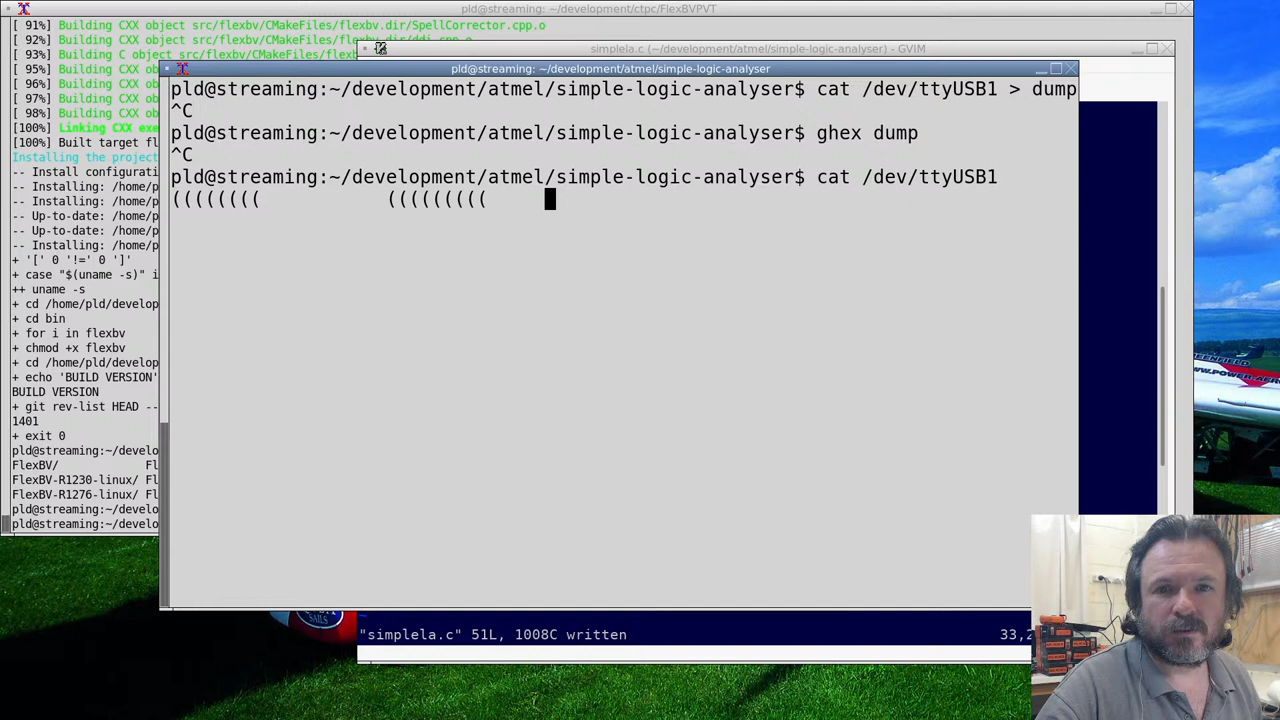 pld@streaming: ~/development/ctpc/FlexBVPVT
[ 91%] Building CXX object src/flexbv/CMakeFiles/flexbv.dir/SpellCorrector.cpp.o
[ 92%] Building CXX object src/flexbv/CMakeFiles/flexbv.dir/ddi.cpp.o
[ 93%] Building C object src/flexbv/CMakeFiles/flex
[ 95%] Building CXX
[ 96%] Building CXX
[ 97%] Building CXX
[ 98%] Building CXX
[100%] Linking CXX exe
[100%] Built target fl
Installing the project
-- Install configurati
-- Installing: /home/p
-- Installing: /home/p
-- Up-to-date: /home/p
-- Up-to-date: /home/p
-- Installing: /home/p
+ '[' 0 '!=' 0 ']'
+ case "$(uname -s)" i
++ uname -s
+ cd /home/pld/develop
+ cd bin
+ for i in flexbv
+ chmod +x flexbv
+ cd /home/pld/develop
+ echo 'BUILD VERSION'
BUILD VERSION
+ git rev-list HEAD --
1401
+ exit 0
pld@streaming:~/develo
FlexBV/ Fl
FlexBV-R1230-linux/ Fl
FlexBV-R1276-linux/ Fl
pld@streaming:~/develo
pld@streaming:~/develo
simplela.c (~/development/atmel/simple-logic-analyser) - GVIM
pld@streaming: ~/development/atmel/simple-logic-analyser
pld@streaming:~/development/atmel/simple-logic-analyser$ cat /dev/ttyUSB1 > dump
^C
pld@streaming:~/development/atmel/simple-logic-analyser$ ghex dump
^C
pld@streaming:~/development/atmel/simple-logic-analyser$ cat /dev/ttyUSB1
(((((((( (((((((((
"simplela.c" 51L, 1008C written 33,2
GREENFIELD
WWW.POWER-AERO
SAILS